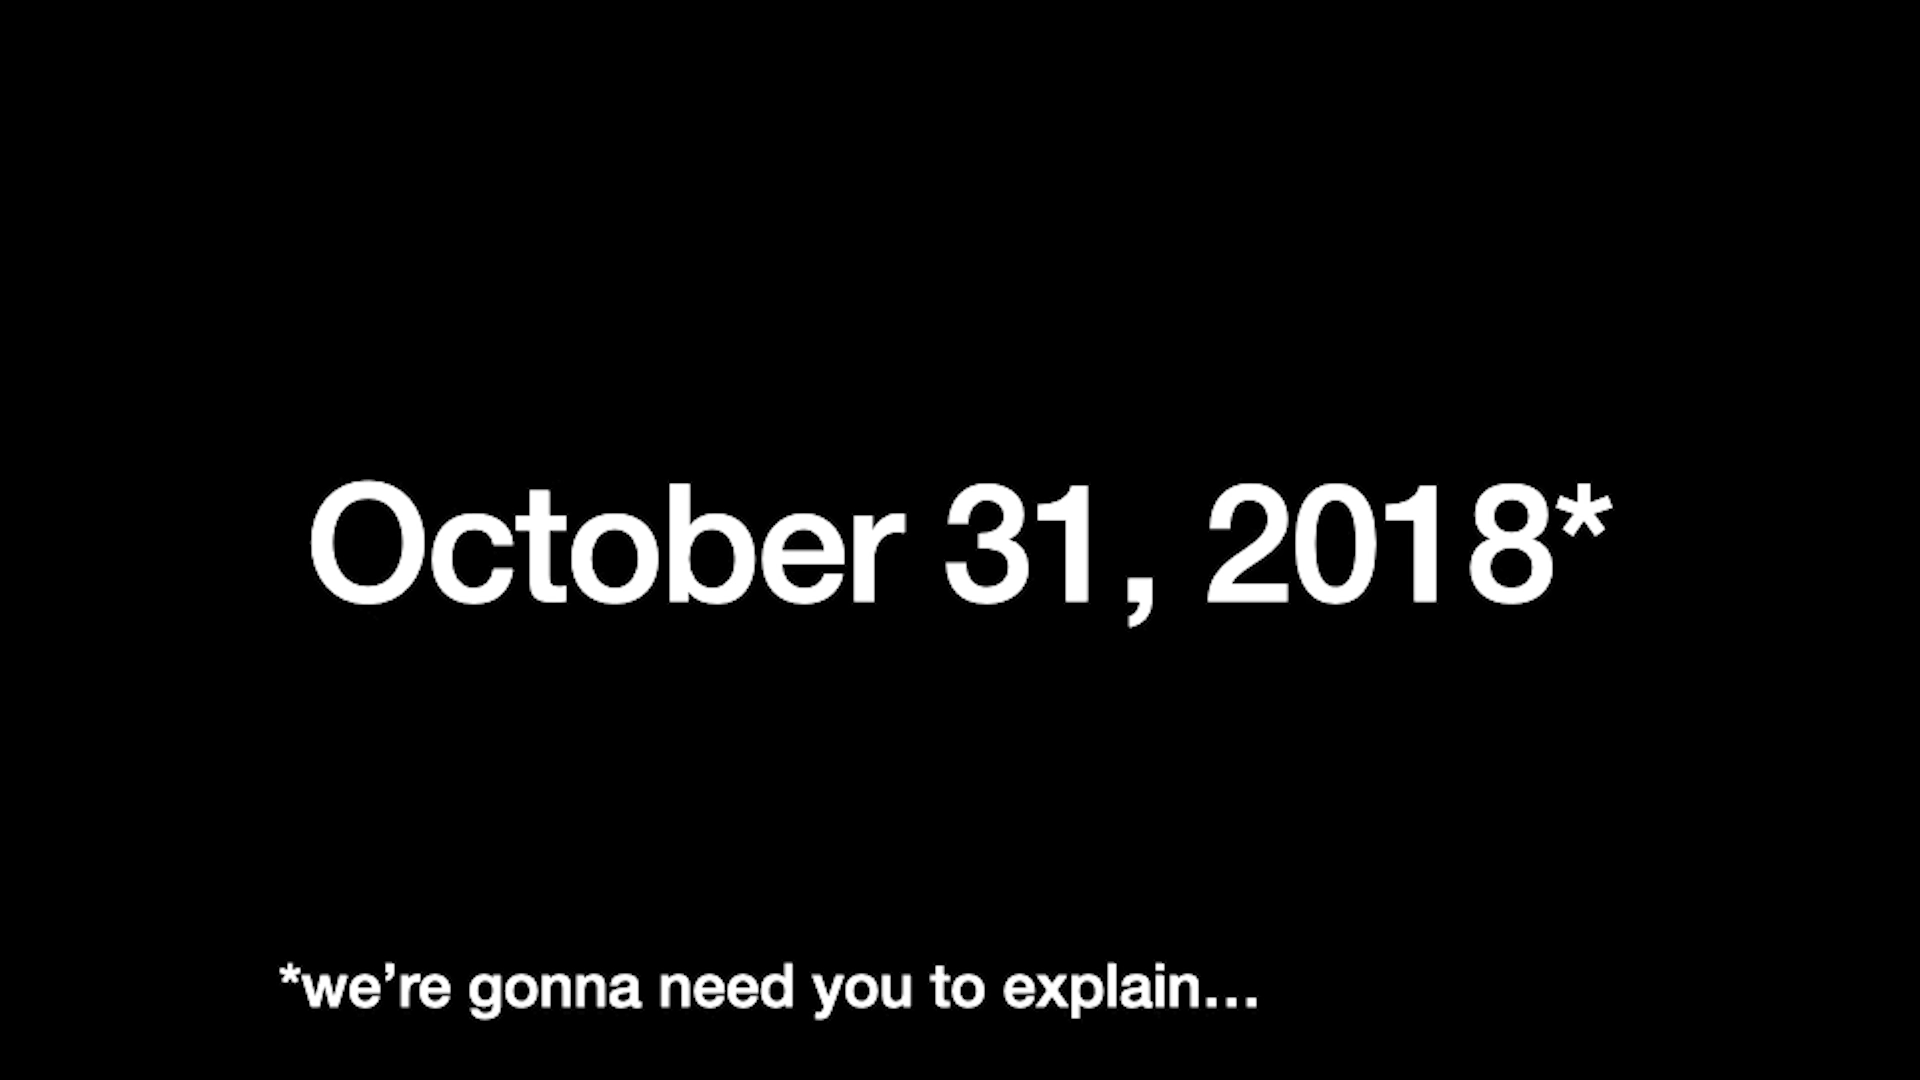 October 31, 2018*
*we’re gonna need you to explain…